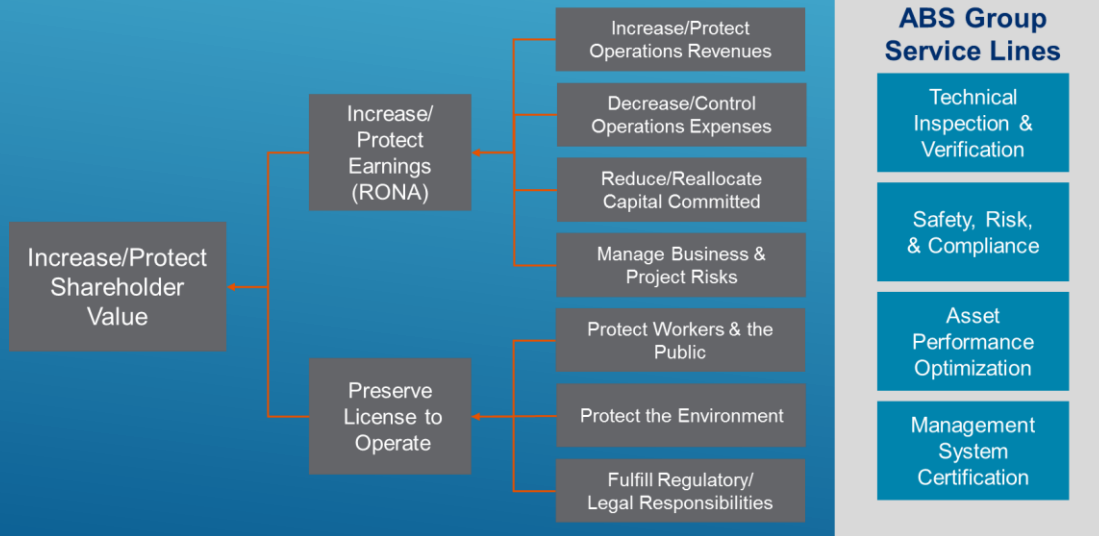 Increase/Protect
Shareholder
Value
Increase/
Protect
Earnings
(RONA)
Preserve
License to
Operate
Increase/Protect
Operations Revenues
Decrease/Control
Operations Expenses
Reduce/Reallocate
Capital Committed
Manage Business &
Project Risks
Protect Workers & the
Public
Protect the Environment
Fulfill Regulatory/
Legal Responsibilities
ABS Group
Service Lines
Technical
Inspection &
Verification
Safety, Risk,
& Compliance
Asset
Performance
Optimization
Management
System
Certification